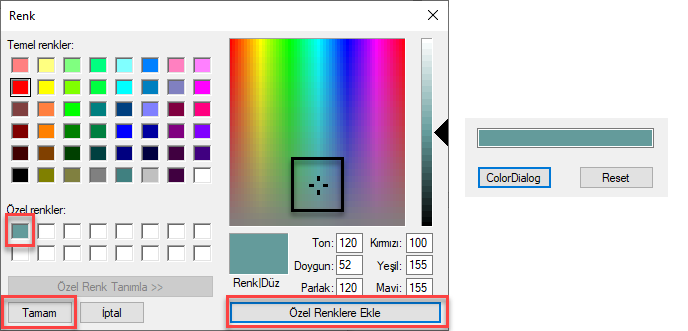 Renk
Temel renkler:
Özel renkler:
Özel Renk Tanımla >>
Tamam
İptal
Renk|Düz
Ton: 120
Kırmızı: 100
Doygun: 52
Yeşil: 155
Parlak: 120
Mavi: 155
Özel Renklere Ekle
ColorDialog
Reset